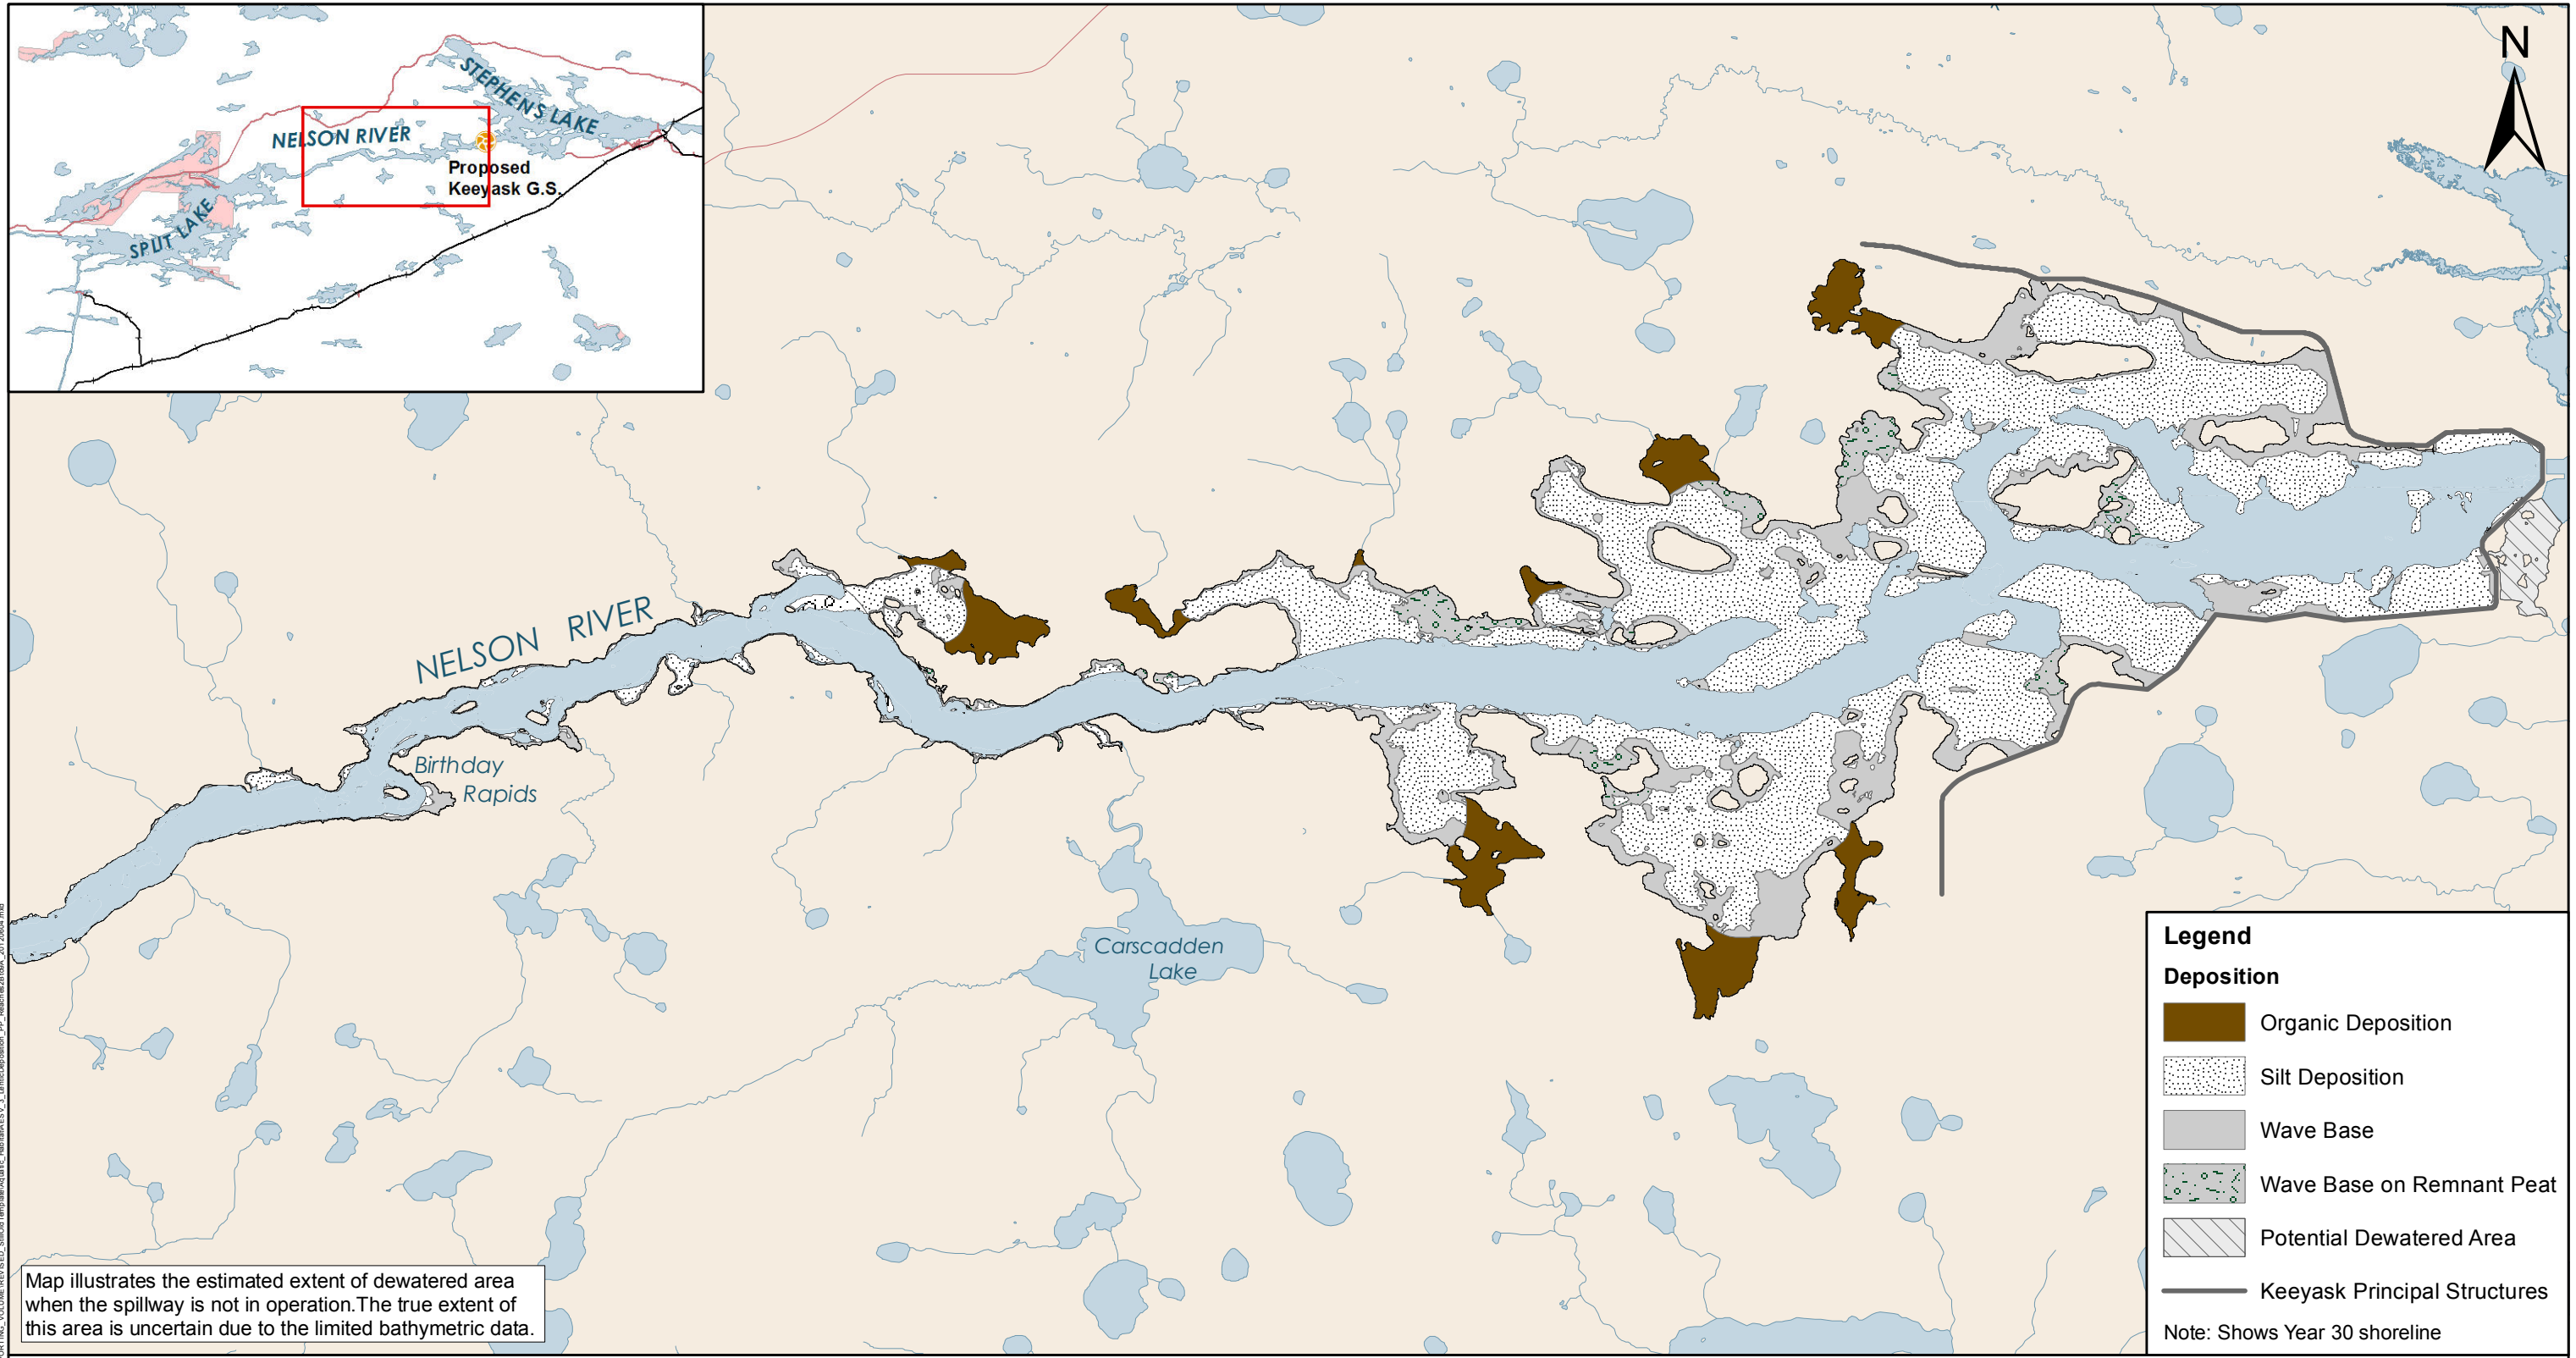 STEPHENS LAKE
NELSON RIVER
Proposed
Keeyask G.S.
SPLIT LAKE
N
NELSON RIVER
Birthday
Rapids
Carscadden
Lake
Map illustrates the estimated extent of dewatered area
when the spillway is not in operation.The true extent of
this area is uncertain due to the limited bathymetric data.
Legend
Deposition
Organic Deposition
Silt Deposition
Wave Base
Wave Base on Remnant Peat
Potential Dewatered Area
Keeyask Principal Structures
Note: Shows Year 30 shoreline